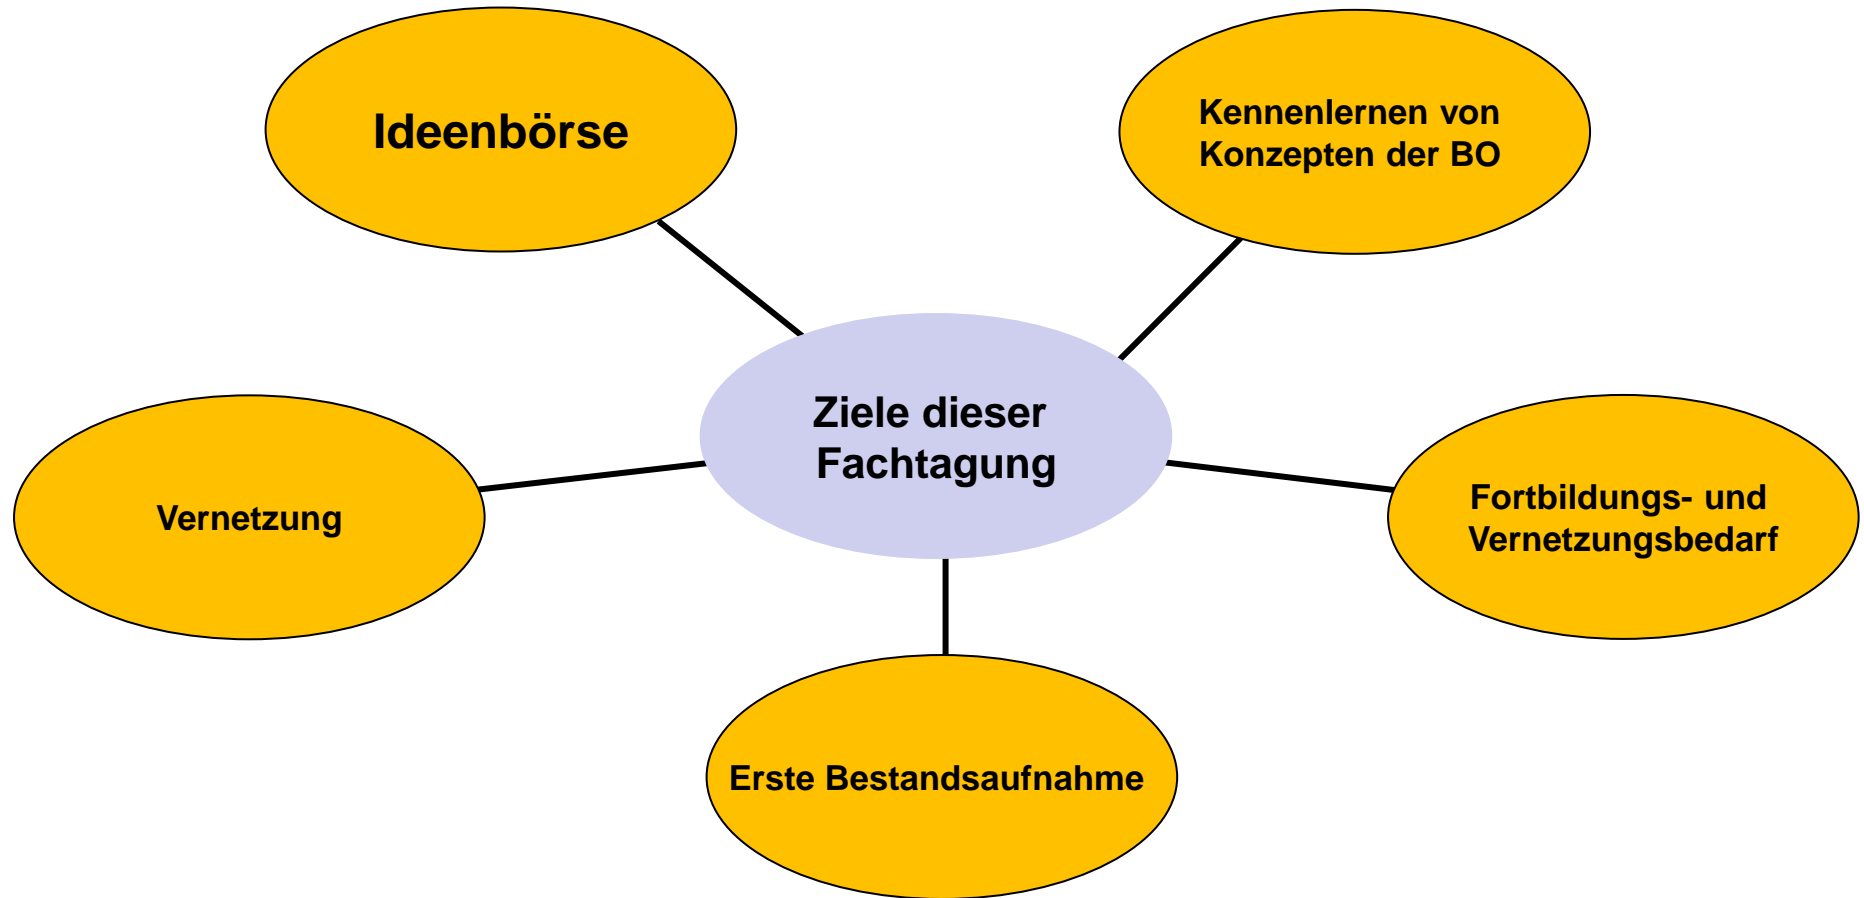 Ideenbörse
Kennenlernen von
Konzepten der BO
Ziele dieser
Fachtagung
Vernetzung
Fortbildungs- und
Vernetzungsbedarf
Erste Bestandsaufnahme